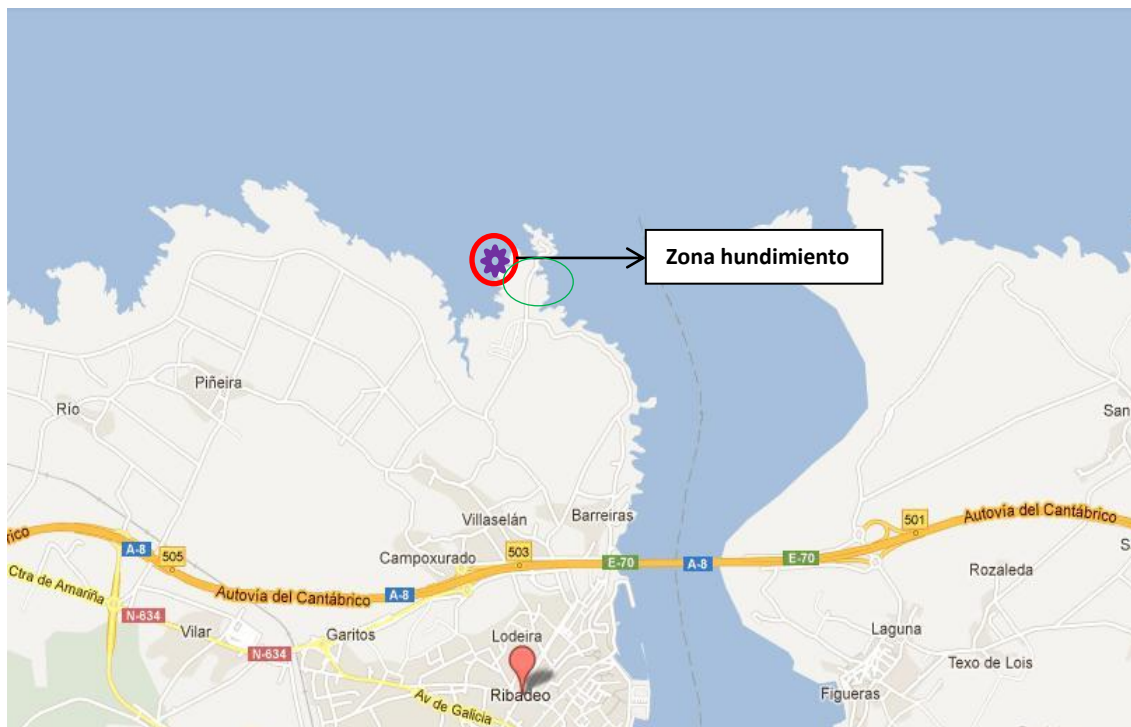 Zona hundimiento
Piñeira
Río
San
Villaselán
Barreiras
501
Autovía del Cantábrico
rico
A-8
505
Campoxurado
503
E-70
A-8
E-70
S
Ctra de Amariña
Autovía del Cantábrico
A-8
Rozaleda
N-634
Vilar
Garitos
Lodeira
Laguna
N-634
Texo de Lois
Ribadeo
Av de Galicia
Figueras